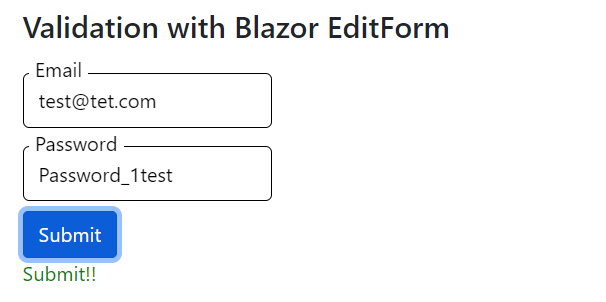 Validation with Blazor EditForm
Email
test@tet.com
Password
Password_1test
Submit
Submit!!